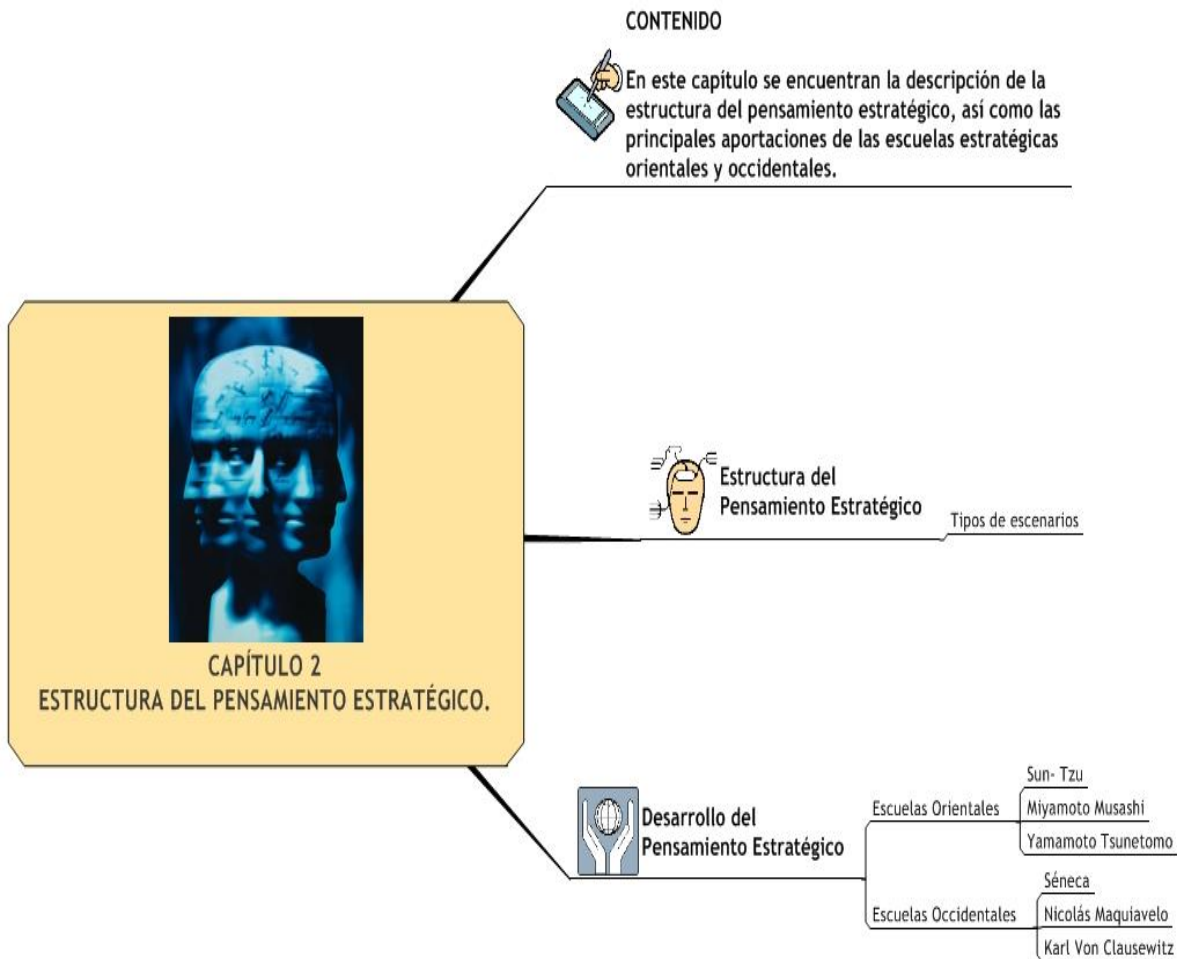 CONTENIDO
En este capítulo se encuentran la descripción de la
estructura del pensamiento estratégico, así como las
principales aportaciones de las escuelas estratégicas
orientales y occidentales.
CAPÍTULO 2
ESTRUCTURA DEL PENSAMIENTO ESTRATÉGICO.
Estructura del
Pensamiento Estratégico
Tipos de escenarios
Desarrollo del
Pensamiento Estratégico
Escuelas Orientales
Sun- Tzu
Miyamoto Musashi
Yamamoto Tsunetomo
Escuelas Occidentales
Séneca
Nicolás Maquiavelo
Karl Von Clausewitz